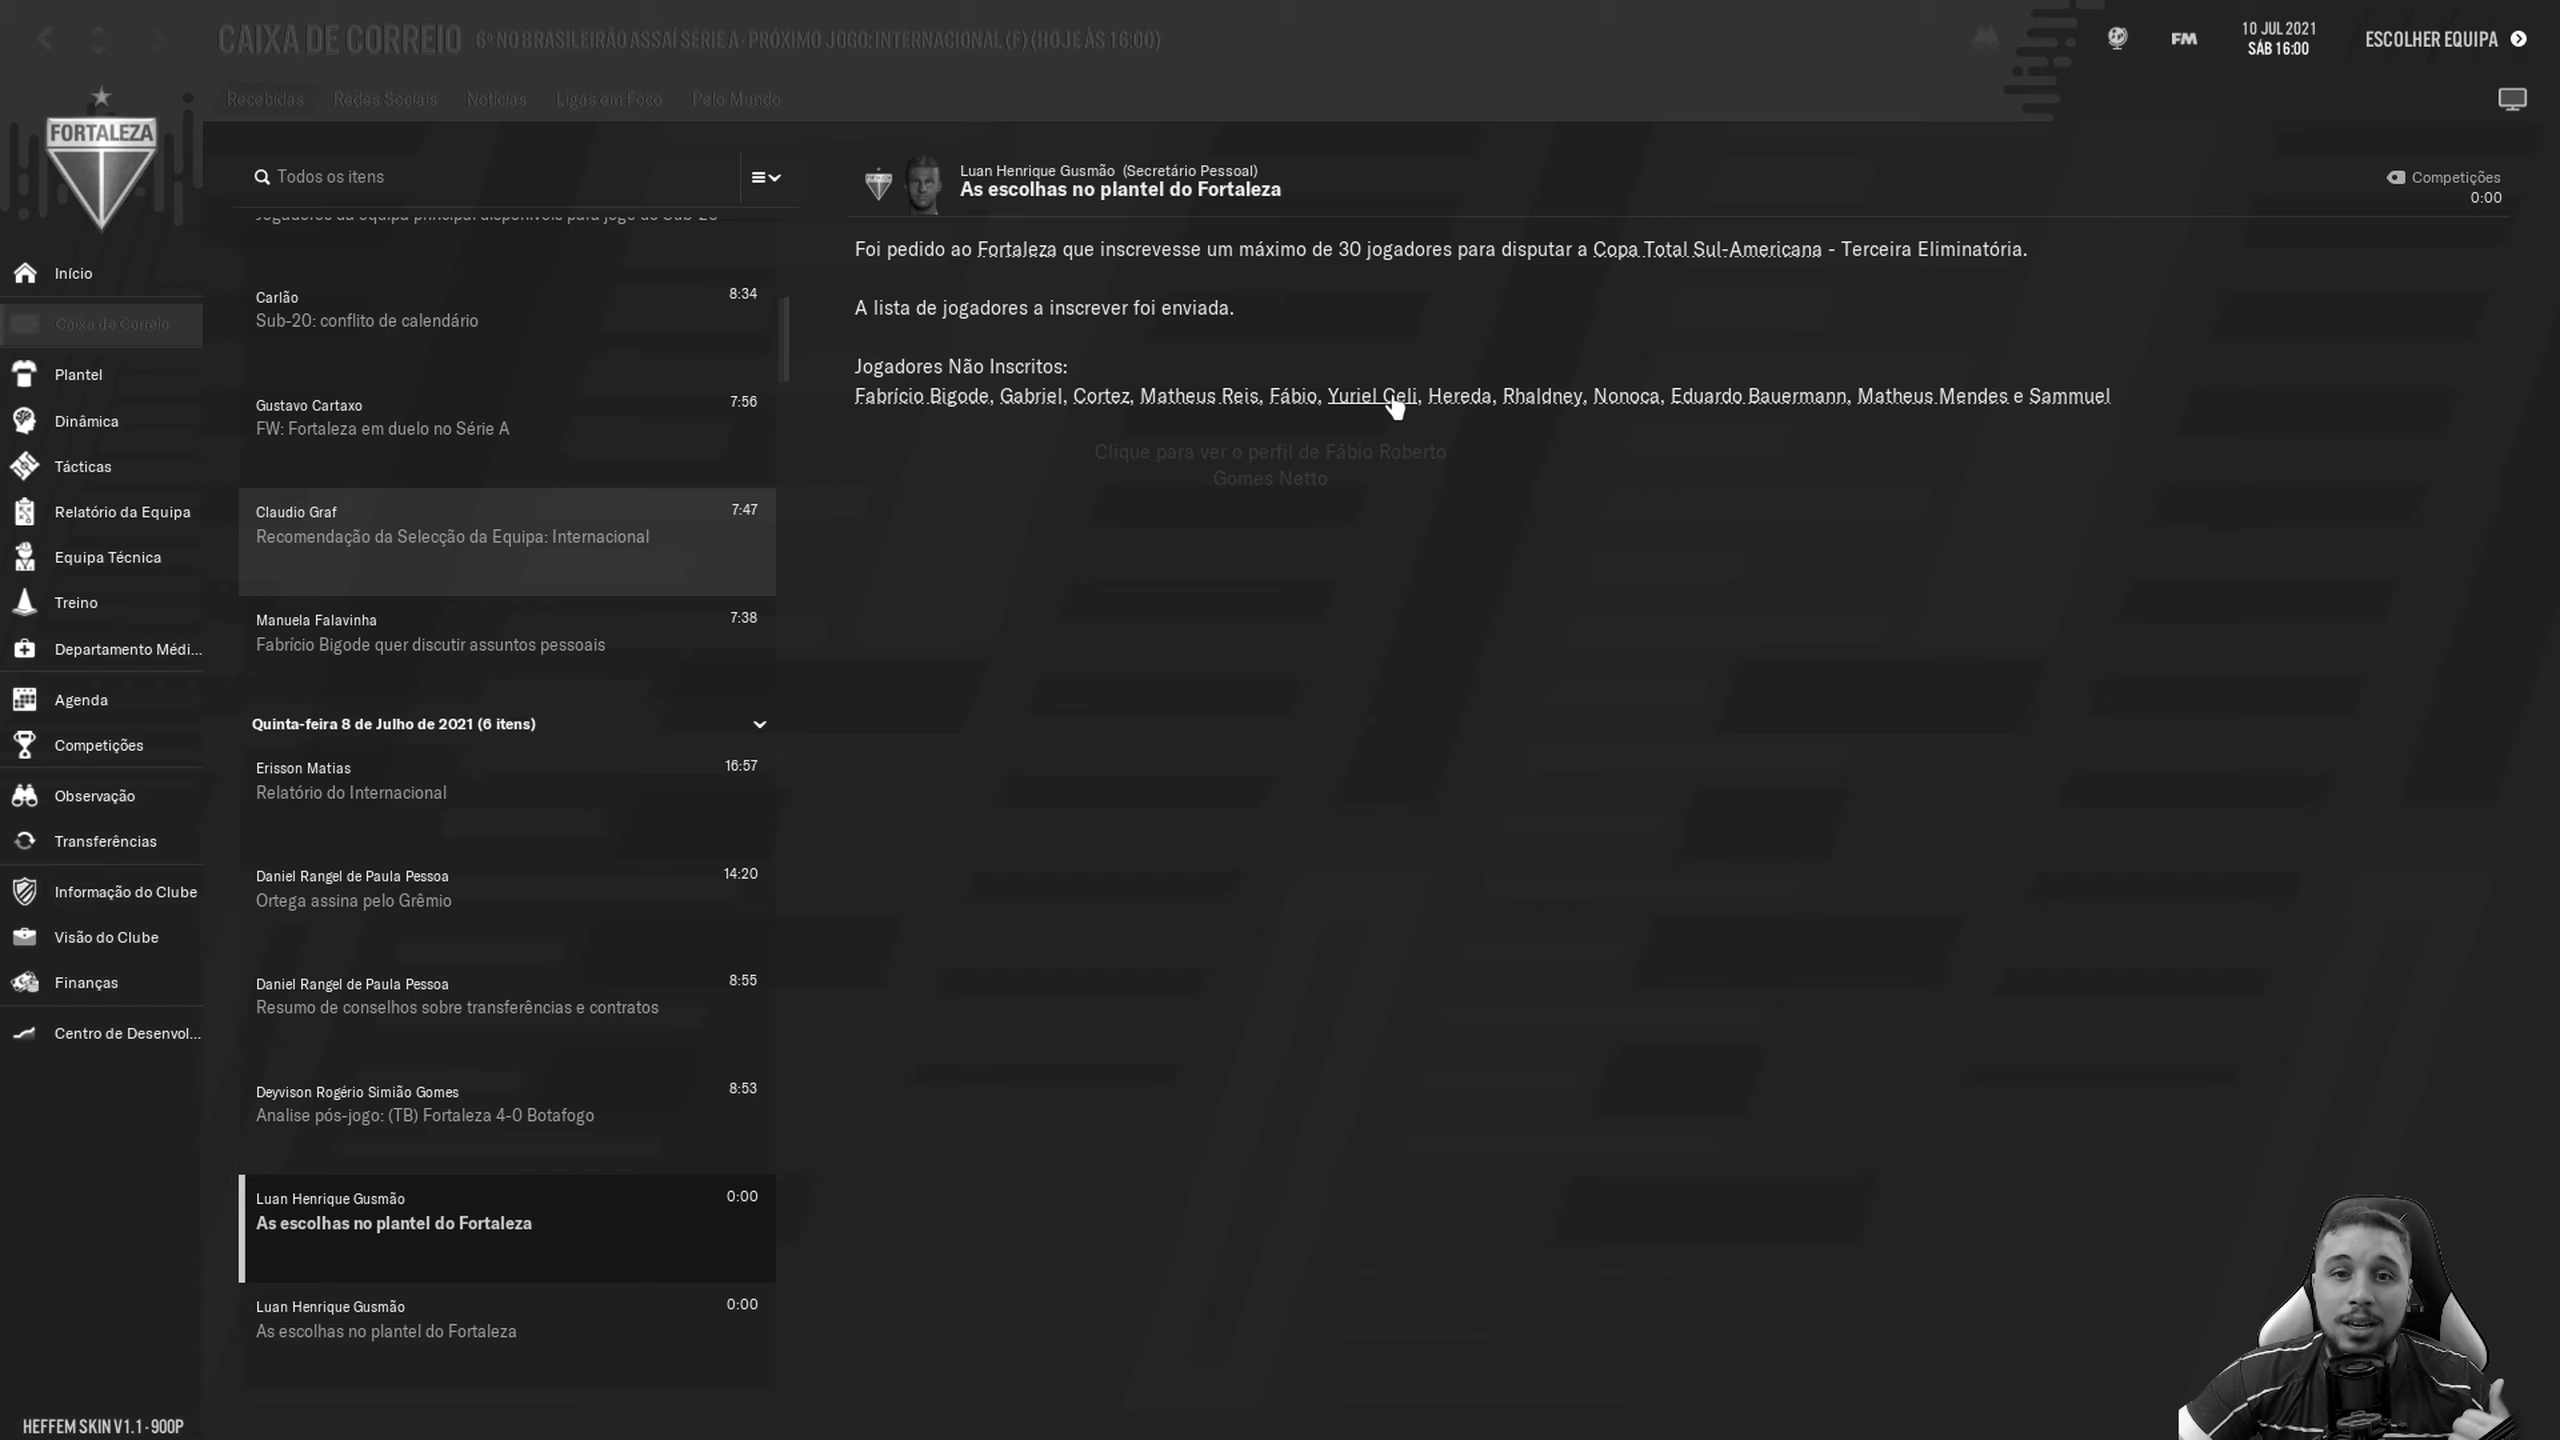 CAIXA DE CORREIO
6º NO BRASILEIRÃO ASSAÍ SÉRIE A - PRÓXIMO JOGO: INTERNACIONAL (F) (HOJE ÀS 16:00)
FM
10 JUL 2021
SÁB 16:00
ESCOLHER EQUIPA
Recebidas
Redes Sociais
Notícias
Ligas em Foco
Pelo Mundo
FORTALEZA
Início
Caixa de Correio
Plantel
Dinâmica
Tácticas
Relatório da Equipa
Equipa Técnica
Treino
Departamento Médi...
Agenda
Competições
Observação
Transferências
Informação do Clube
Visão do Clube
Finanças
Centro de Desenvol...
HEFFEM SKIN V1.1 - 900P
Todos os itens
Jogadores da equipa principal disponíveis para jogo de Sub-20
Carlão
8:34
Sub-20: conflito de calendário
Gustavo Cartaxo
7:56
FW: Fortaleza em duelo no Série A
Claudio Graf
7:47
Recomendação da Selecção da Equipa: Internacional
Manuela Falavinha
7:38
Fabrício Bigode quer discutir assuntos pessoais
Quinta-feira 8 de Julho de 2021 (6 itens)
Erisson Matias
16:57
Relatório do Internacional
Daniel Rangel de Paula Pessoa
14:20
Ortega assina pelo Grêmio
Daniel Rangel de Paula Pessoa
8:55
Resumo de conselhos sobre transferências e contratos
Deyvison Rogério Simião Gomes
8:53
Analise pós-jogo: (TB) Fortaleza 4-0 Botafogo
Luan Henrique Gusmão
0:00
As escolhas no plantel do Fortaleza
Luan Henrique Gusmão
0:00
As escolhas no plantel do Fortaleza
Luan Henrique Gusmão (Secretário Pessoal)
As escolhas no plantel do Fortaleza
Competições
0:00
Foi pedido ao Fortaleza que inscrevesse um máximo de 30 jogadores para disputar a Copa Total Sul-Americana - Terceira Eliminatória.
A lista de jogadores a inscrever foi enviada.
Jogadores Não Inscritos:
Fabrício Bigode, Gabriel, Cortez, Matheus Reis, Fábio, Yuriel Celi, Hereda, Rhaldney, Nonoca, Eduardo Bauermann, Matheus Mendes e Sammuel
Clique para ver o perfil de Fábio Roberto
Gomes Netto